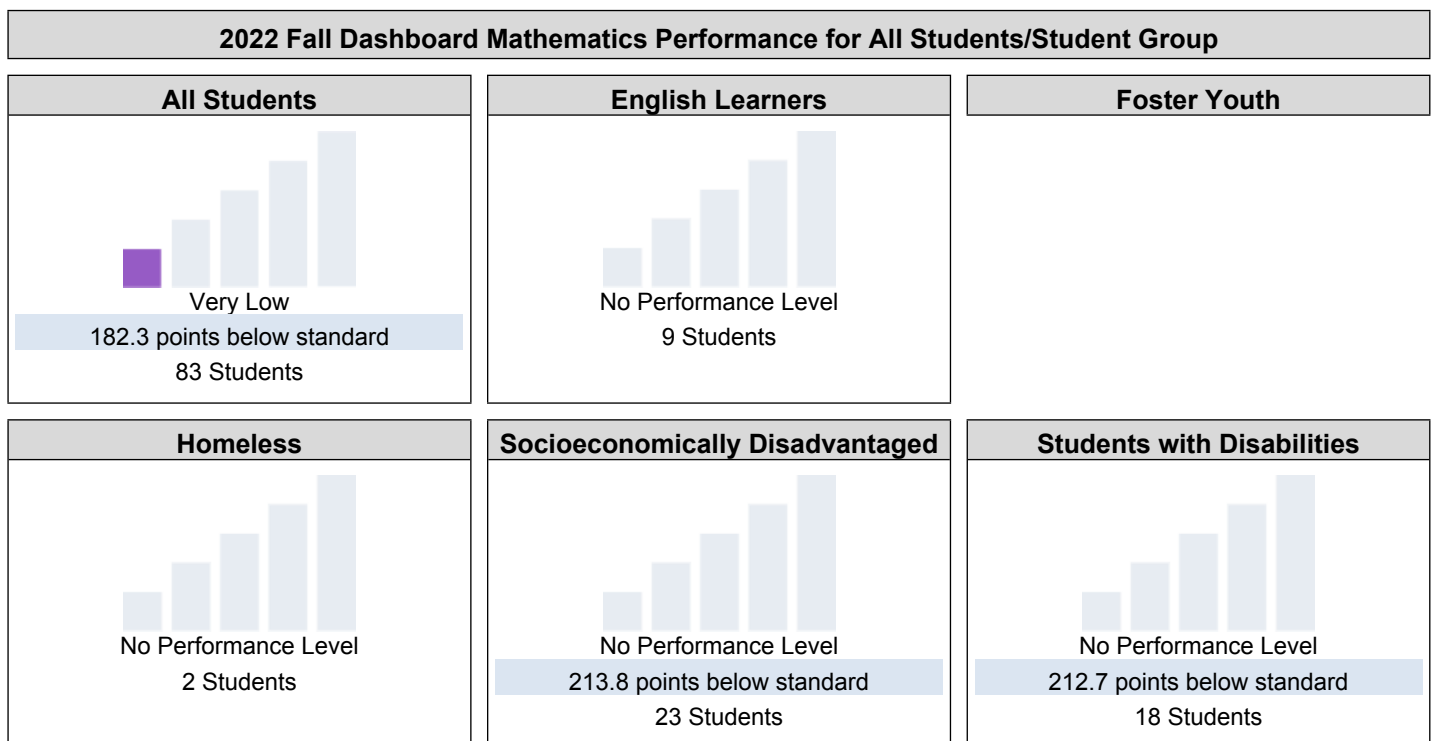 2022 Fall Dashboard Mathematics Performance for All Students/Student Group
All Students
Very Low
182.3 points below standard
83 Students
English Learners
No Performance Level
9 Students
Foster Youth
Homeless
No Performance Level
2 Students
Socioeconomically Disadvantaged
No Performance Level
213.8 points below standard
23 Students
Students with Disabilities
No Performance Level
212.7 points below standard
18 Students